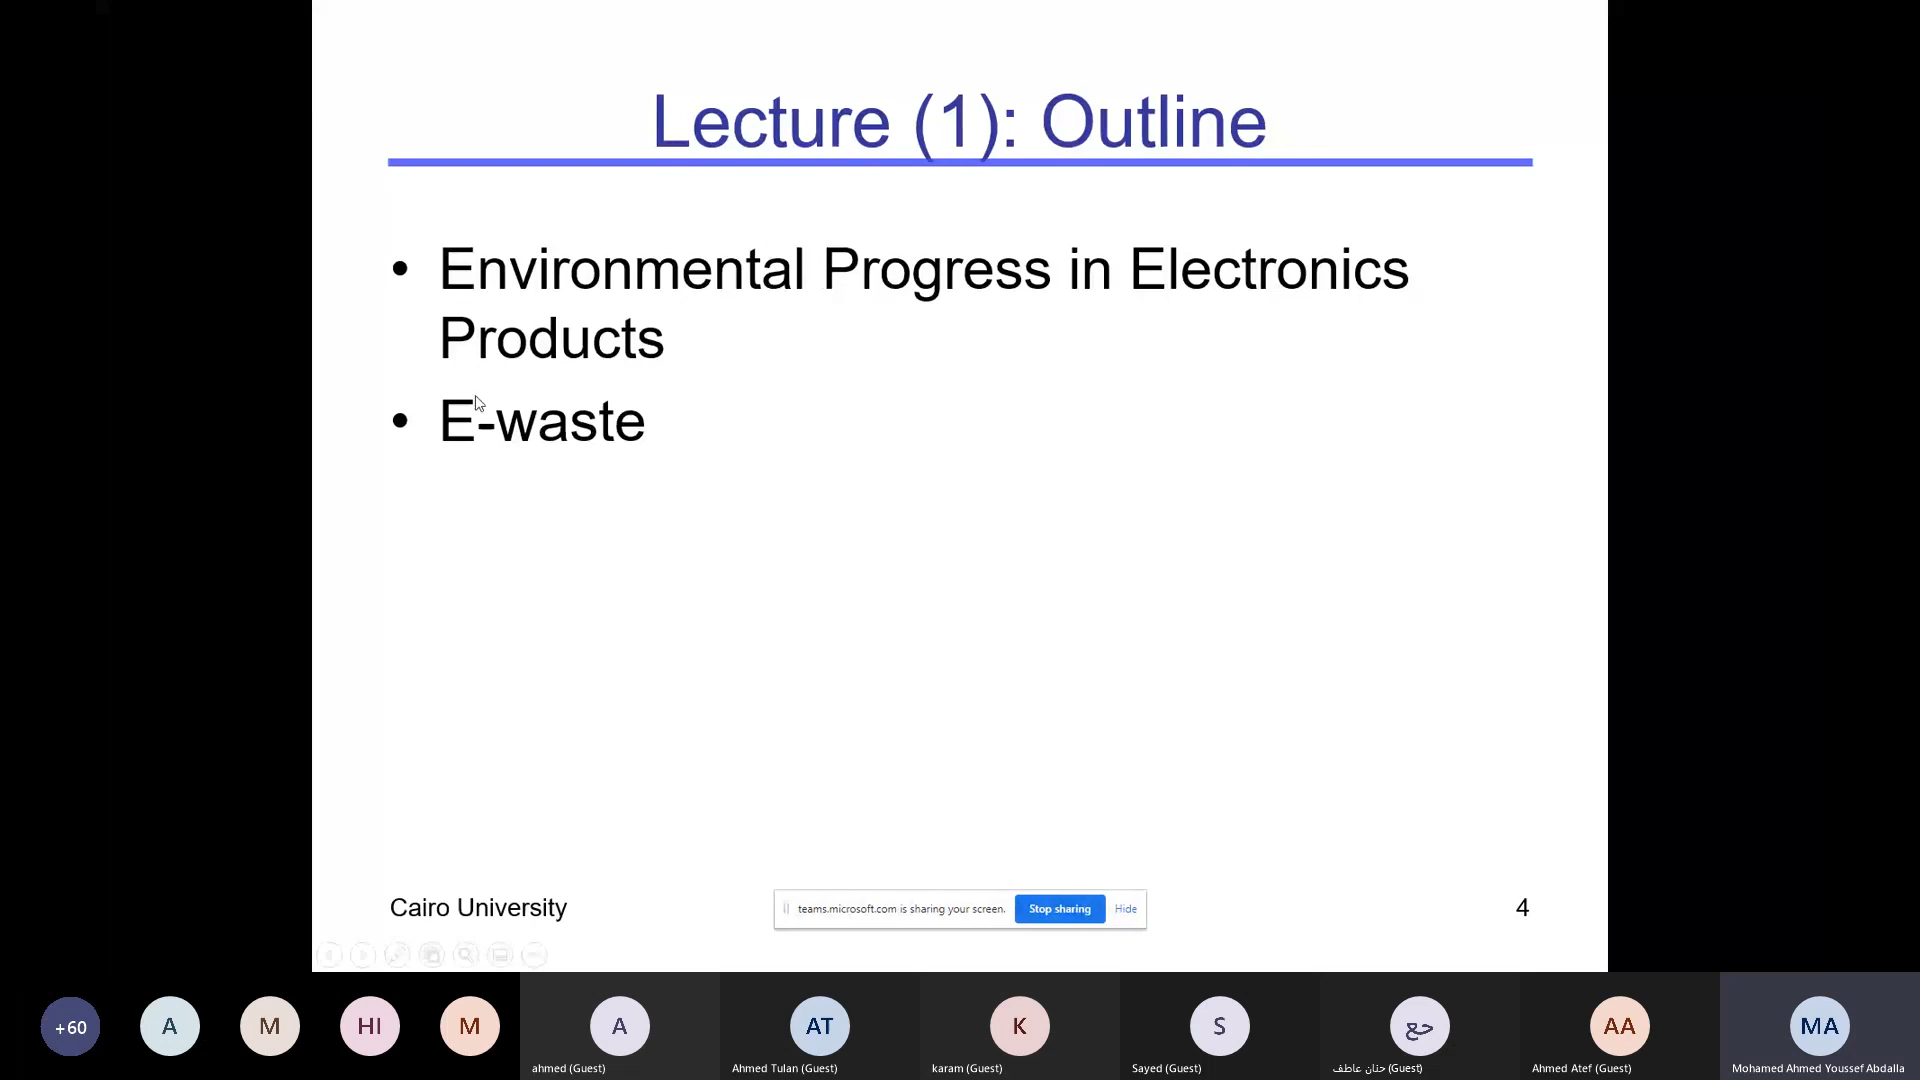 Lecture (1): Outline
• Environmental Progress in Electronics
Products
• E-waste
Cairo University
teams.microsoft.com is sharing your screen.
Stop sharing
Hide
4
+60
A
M
HI
M
A
AT
K
S
حع
AA
MA
ahmed (Guest)
Ahmed Tulan (Guest)
karam (Guest)
Sayed (Guest)
حنان عاطف (Guest)
Ahmed Atef (Guest)
Mohamed Ahmed Youssef Abdalla